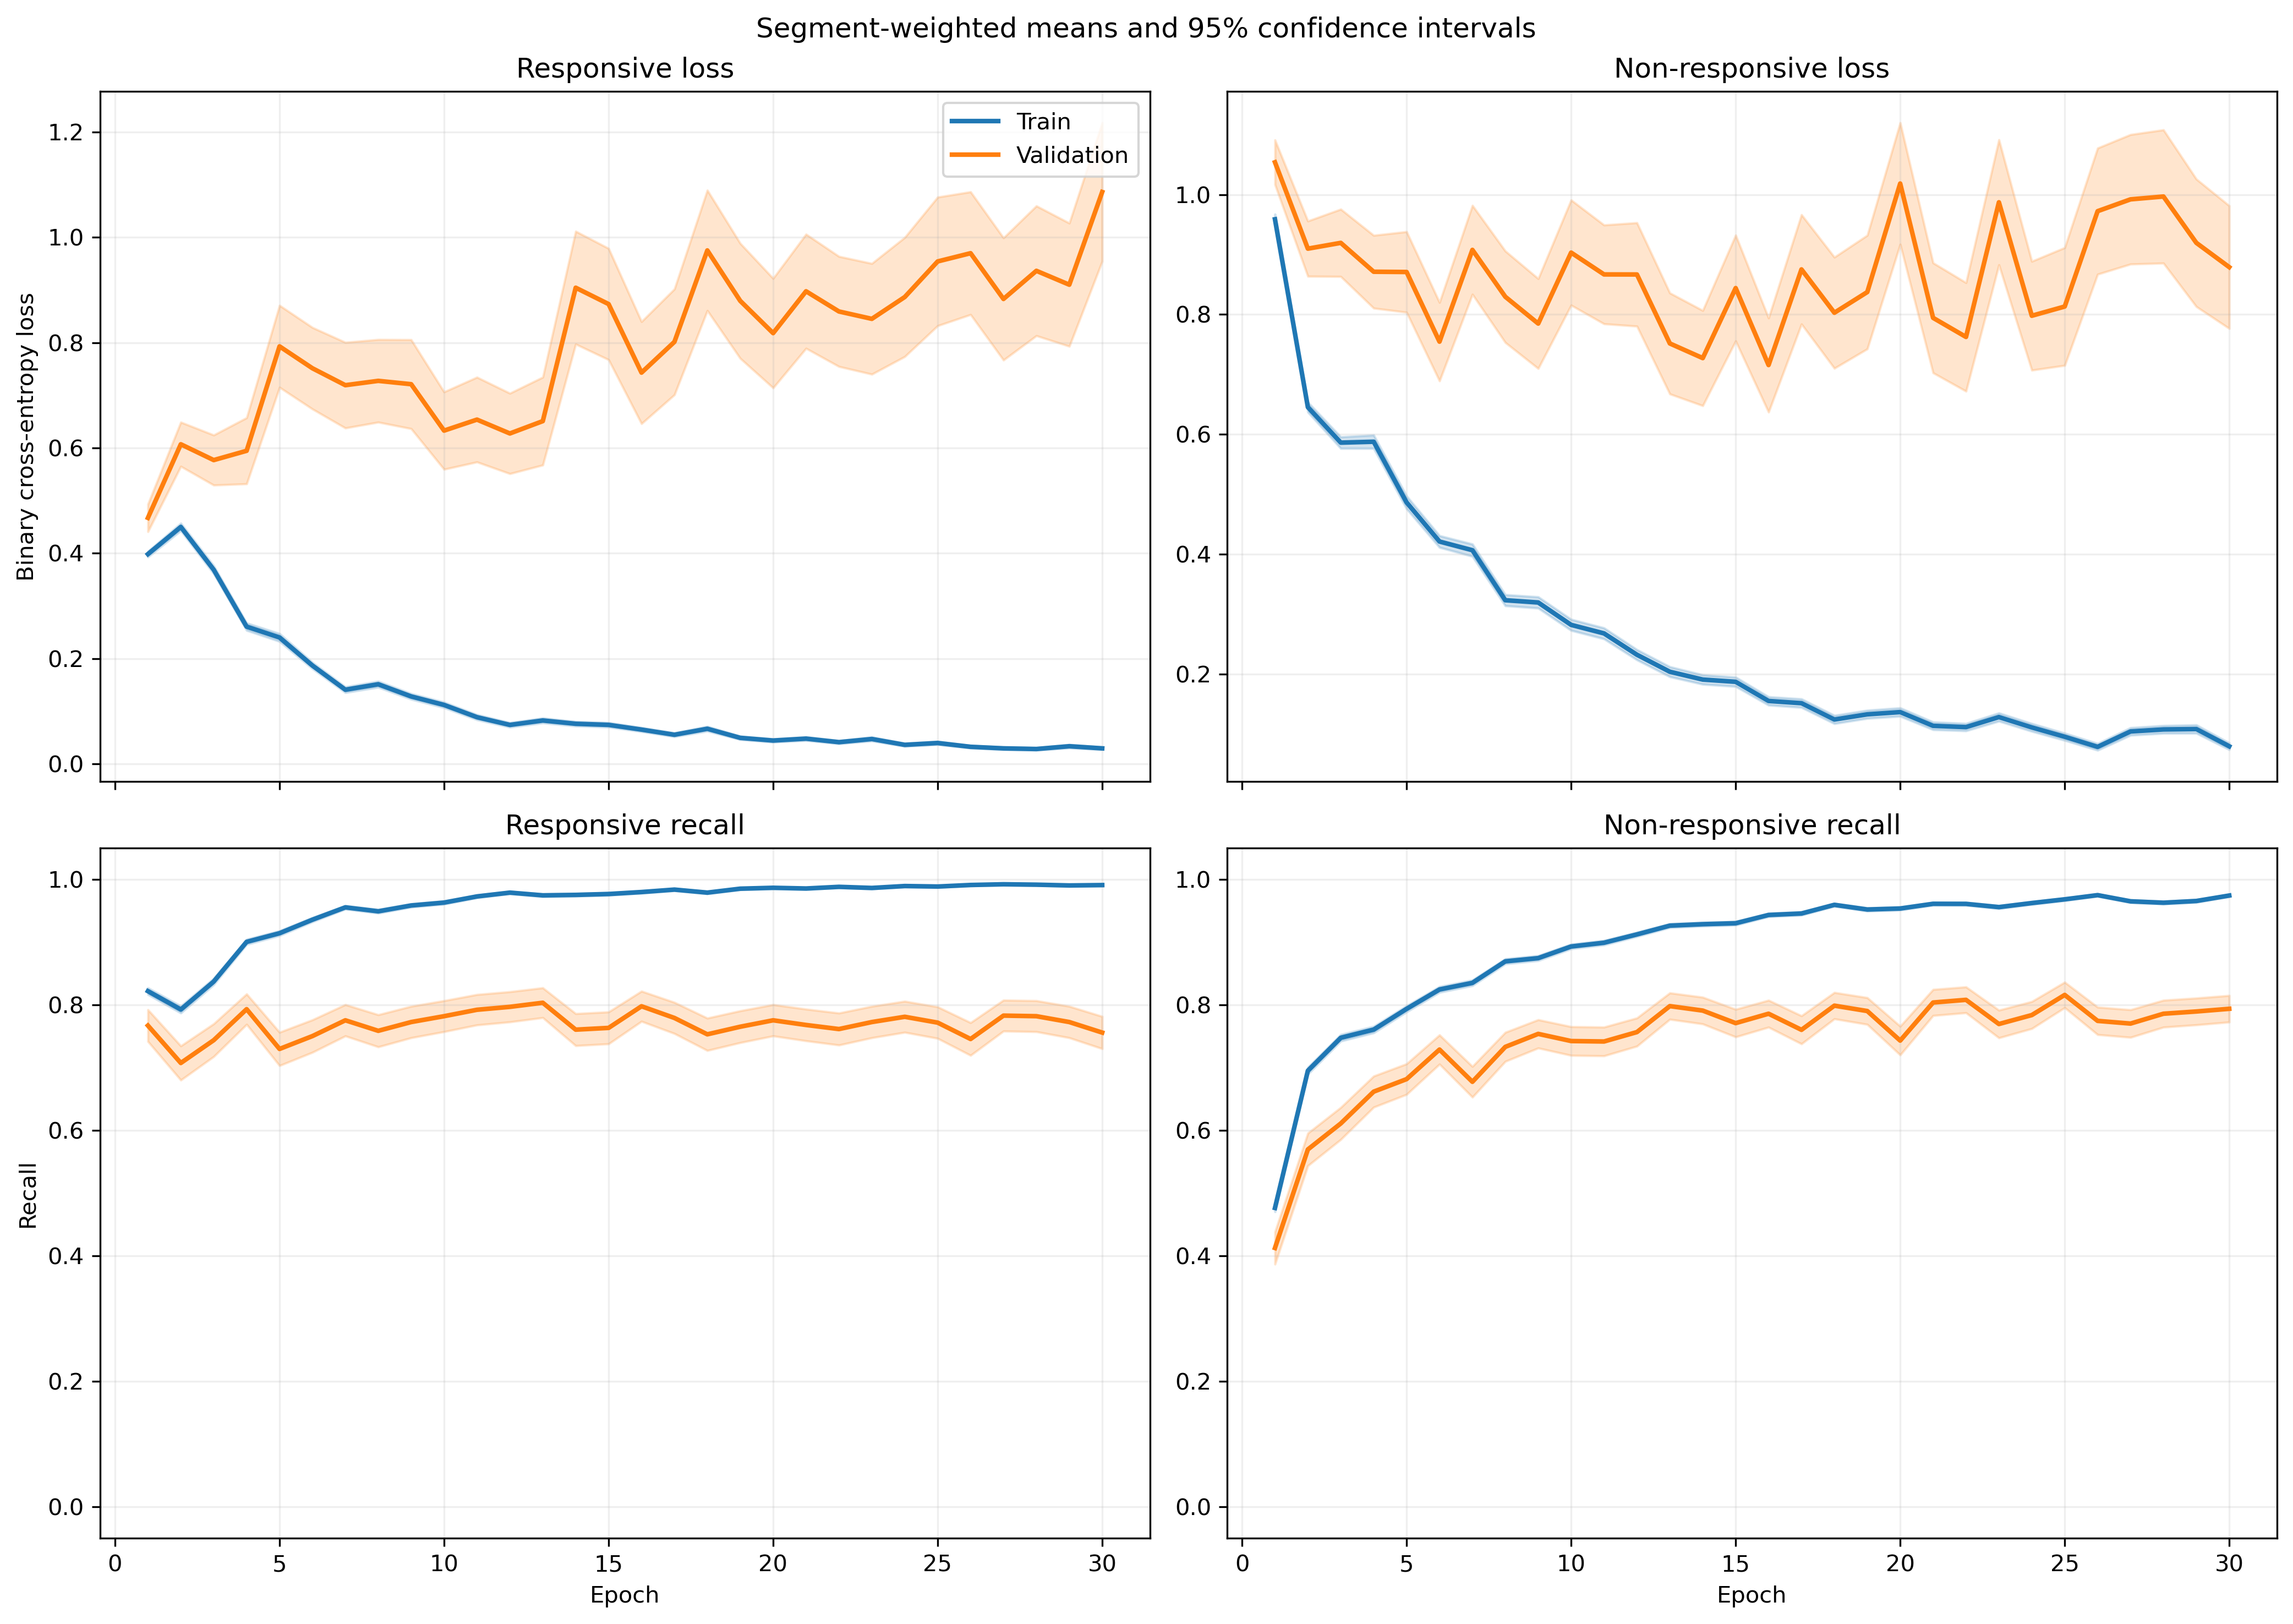 Segment-weighted means and 95% confidence intervals
Responsive loss
Non-responsive loss
Train
Validation
Binary cross-entropy loss
1.2
1.0
0.8
0.6
0.4
0.2
0.0
1.0
0.8
0.6
0.4
0.2
Responsive recall
Non-responsive recall
Recall
1.0
0.8
0.6
0.4
0.2
0.0
1.0
0.8
0.6
0.4
0.2
0.0
0 5 10 15 20 25 30
0 5 10 15 20 25 30
Epoch
Epoch